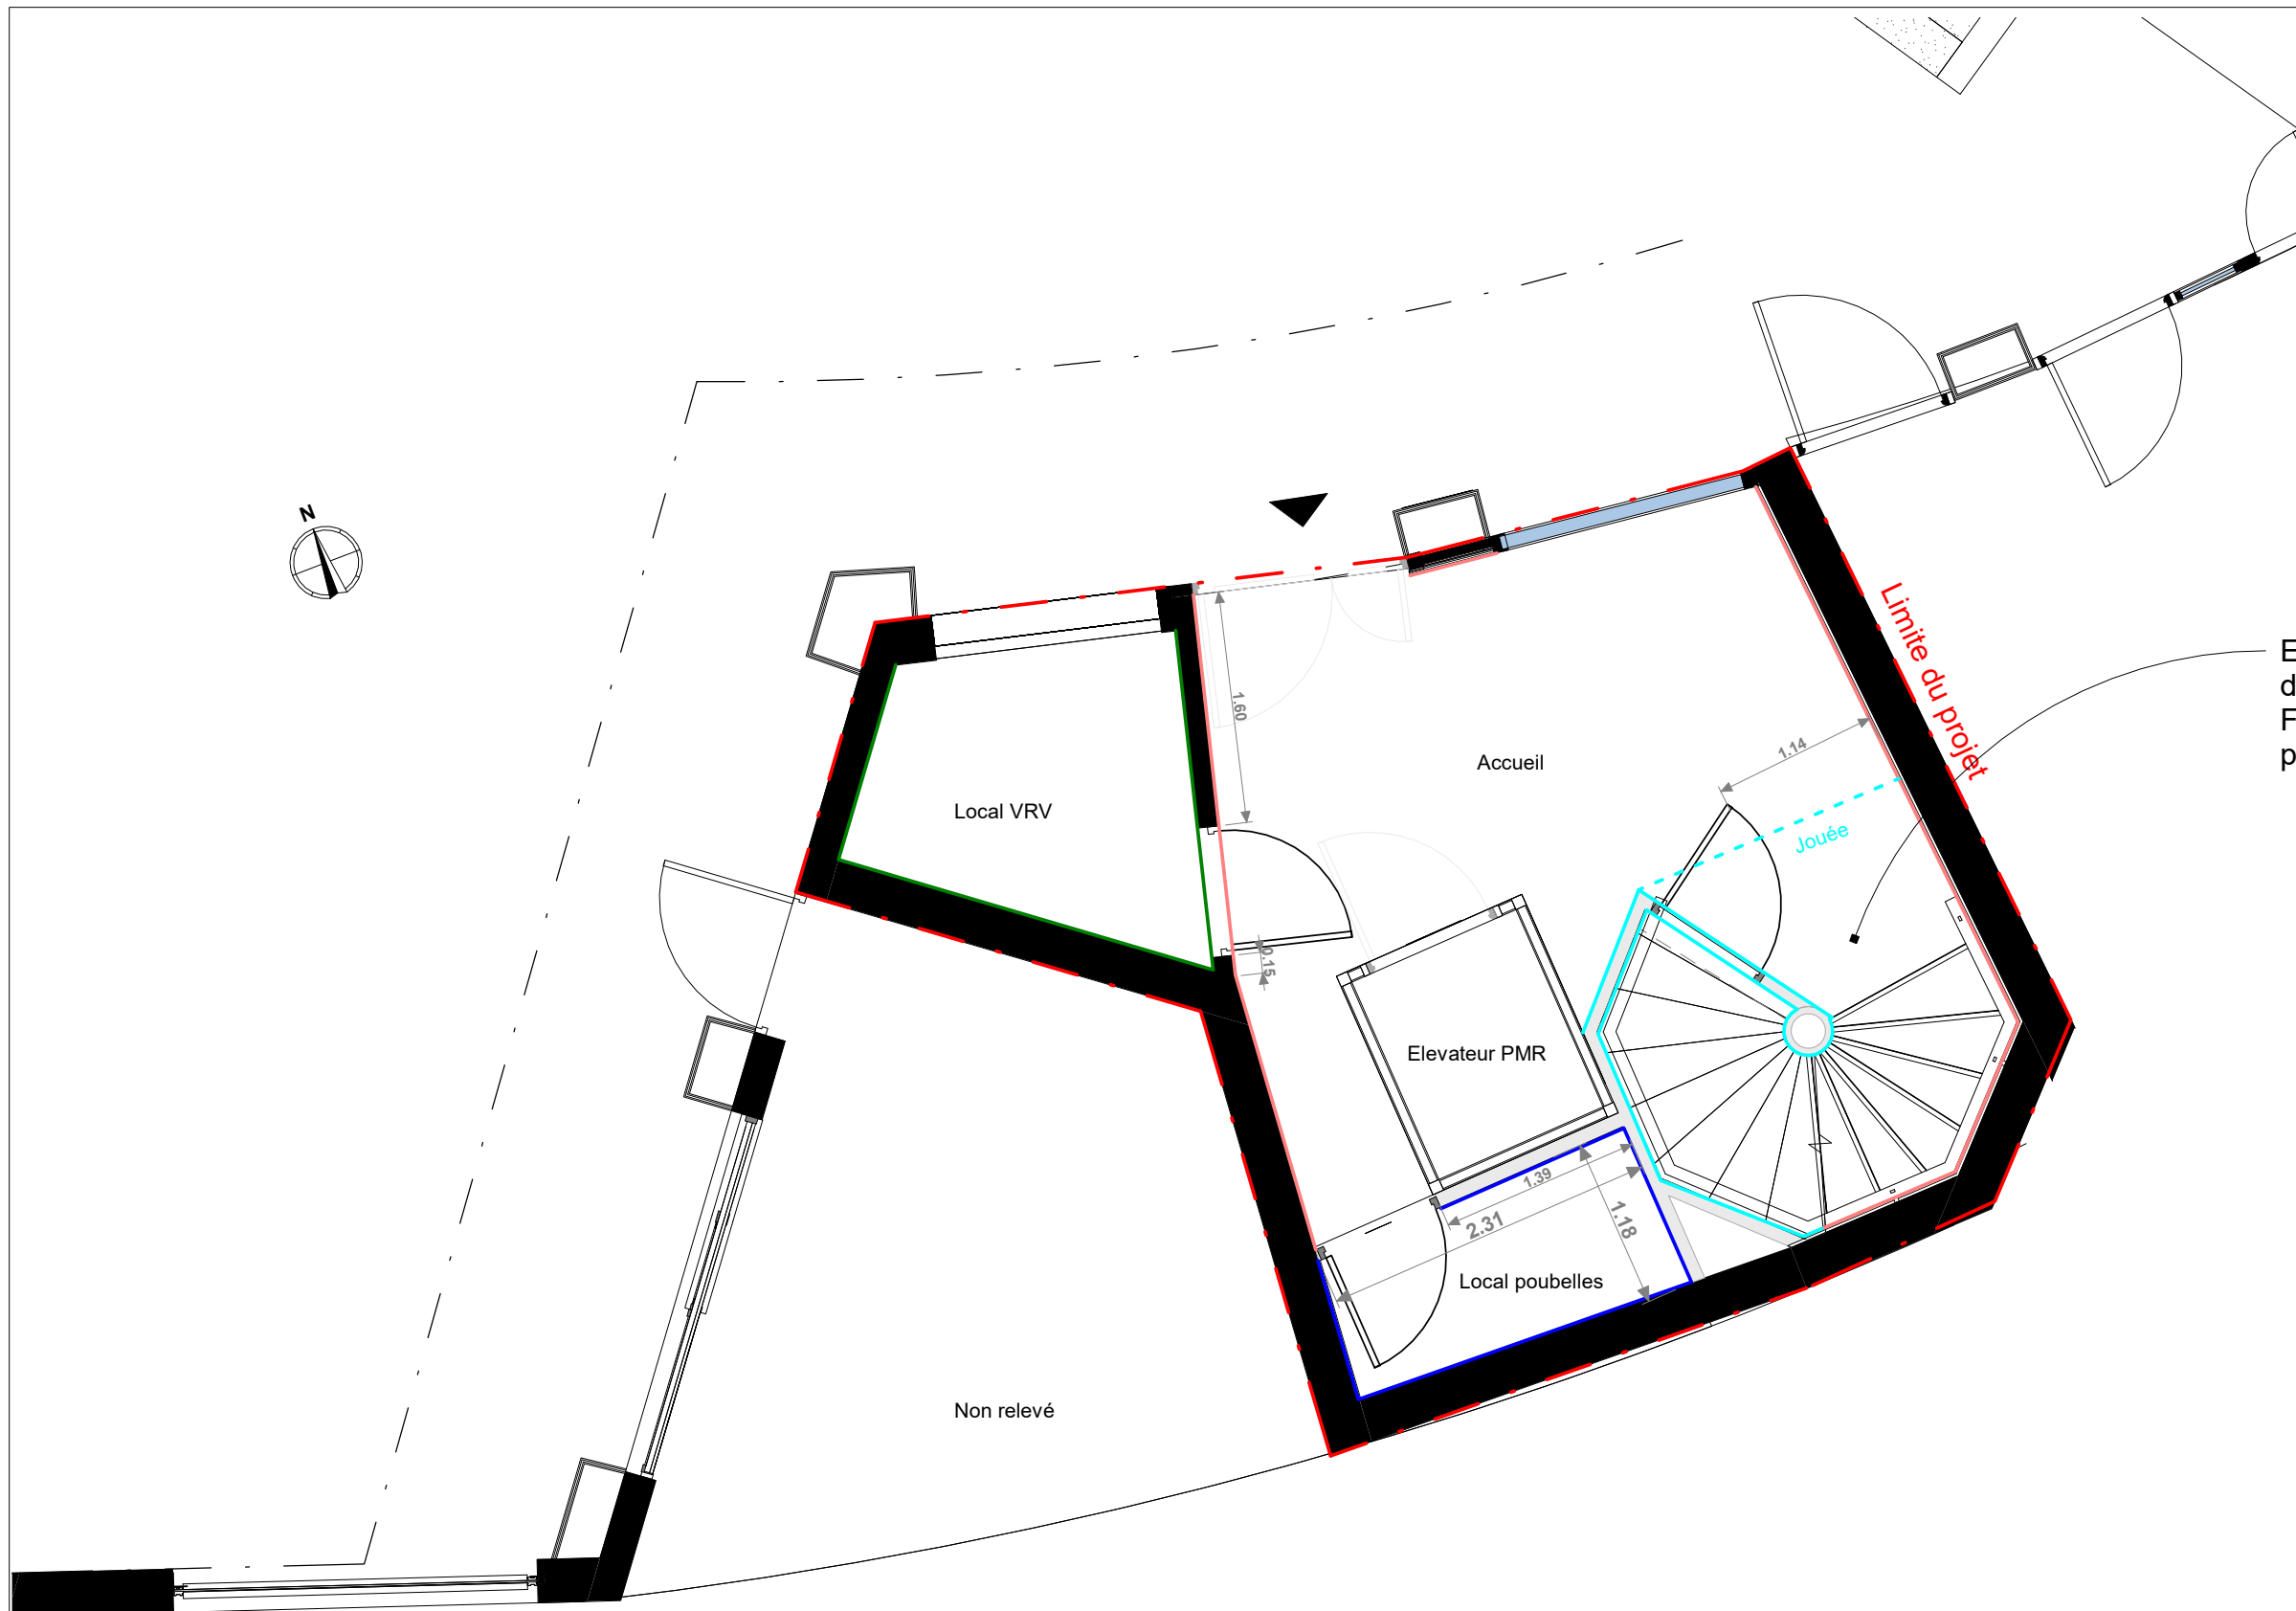 N
Limite du projet
E
d
F
p
1.60
Accueil
1.14
Local VRV
Jouée
0.15
Elevateur PMR
1.39
2.31
1.18
Local poubelles
Non relevé